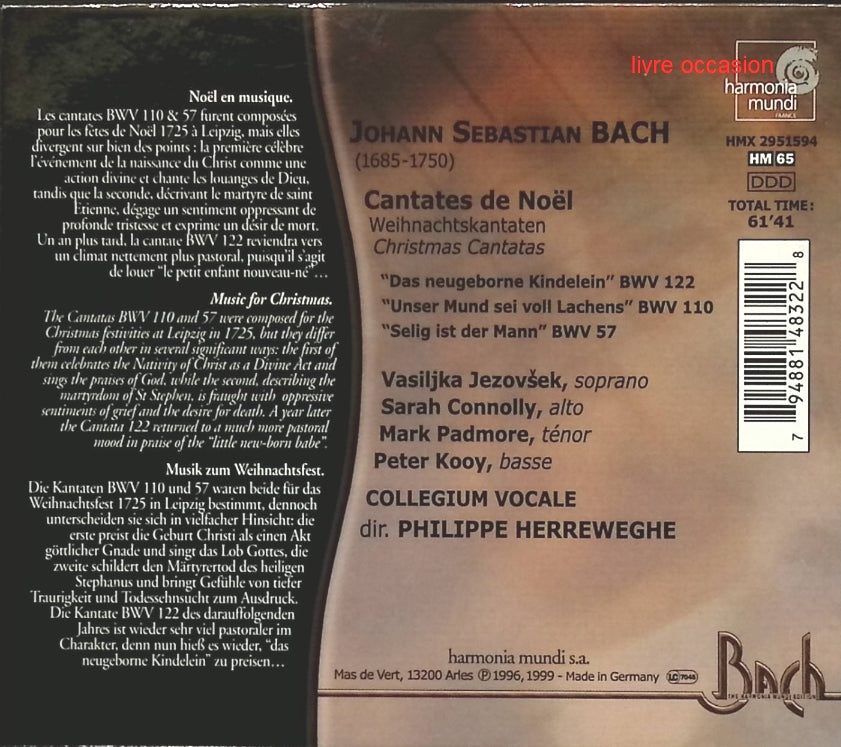 Noël en musique.
Les cantates BWV 110 & 57 furent composées
pour les fêtes de Noël 1725 à Leipzig, mais elles
divergent sur bien des points : la première célèbre
l'événement de la naissance du Christ comme une
action divine et chante les louanges de Dieu,
tandis que la seconde, décrivant le martyre de saint
Etienne, dégage un sentiment oppressant de
profonde tristesse et exprime un désir de mort.
Un an plus tard, la cantate BWV 122 reviendra vers
un climat nettement plus pastoral, puisqu'il s'agit
de louer "le petit enfant nouveau-né"...
Music for Christmas.
The Cantatas BWV 110 and 57 were composed for the
Christmas festivities at Leipzig in 1725, but they differ
from each other in several significant ways: the first of
them celebrates the Nativity of Christ as a Divine Act and
sings the praises of God, while the second, describing the
martyrdom of St Stephen, is fraught with oppressive
sentiments of grief and the desire for death. A year later
the Cantata 122 returned to a much more pastoral
mood in praise of the "little new-born babe".
Musik zum Weihnachtsfest.
Die Kantaten BWV 110 und 57 waren beide für das
Weihnachtsfest 1725 in Leipzig bestimmt, dennoch
unterscheiden sie sich in vielfacher Hinsicht: die
erste preist die Geburt Christi als einen Akt
göttlicher Gnade und singt das Lob Gottes, die
zweite schildert den Märtyrertod des heiligen
Stephanus und bringt Gefühle von tiefer
Traurigkeit und Todessehnsucht zum Ausdruck.
Die Kantate BWV 122 des darauffolgenden
Jahres ist wieder sehr viel pastoraler im
Charakter, denn nun hieß es wieder, "das
neugeborne Kindelein" zu preisen...
livre occasion
harmonia
mundi
FRANCE
JOHANN SEBASTIAN BACH
(1685-1750)
Cantates de Noël
Weihnachtskantaten
Christmas Cantatas
"Das neugeborne Kindelein" BWV 122
"Unser Mund sei voll Lachens" BWV 110
"Selig ist der Mann" BWV 57
Vasiljka Jezovšek, soprano
Sarah Connolly, alto
Mark Padmore, ténor
Peter Kooy, basse
COLLEGIUM VOCALE
dir. PHILIPPE HERREWEGHE
HMX 2951594
HM 65
DDD
TOTAL TIME:
61'41
7 94881 48322 8
harmonia mundi s.a.
Mas de Vert, 13200 Arles ℗ 1996, 1999 - Made in Germany LC 7045
Bach
THE HARMONIA MUNDI EDITION